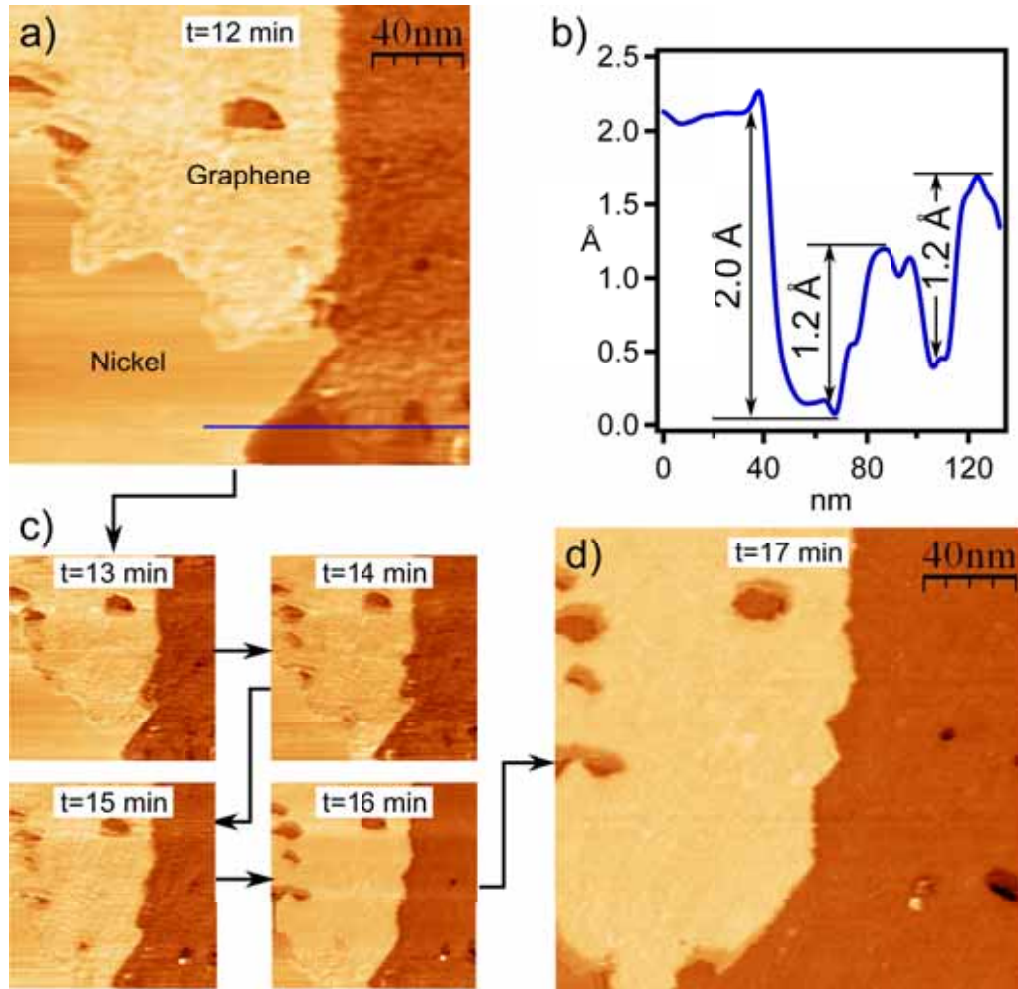 a)
t=12 min
40nm
Graphene
Nickel
b)
2.5
2.0
1.5
1.0
0.5
0.0
Å
2.0 Å
1.2 Å
1.2 Å
0
40
80
120
nm
c)
t=13 min
t=14 min
t=15 min
t=16 min
d)
t=17 min
40nm